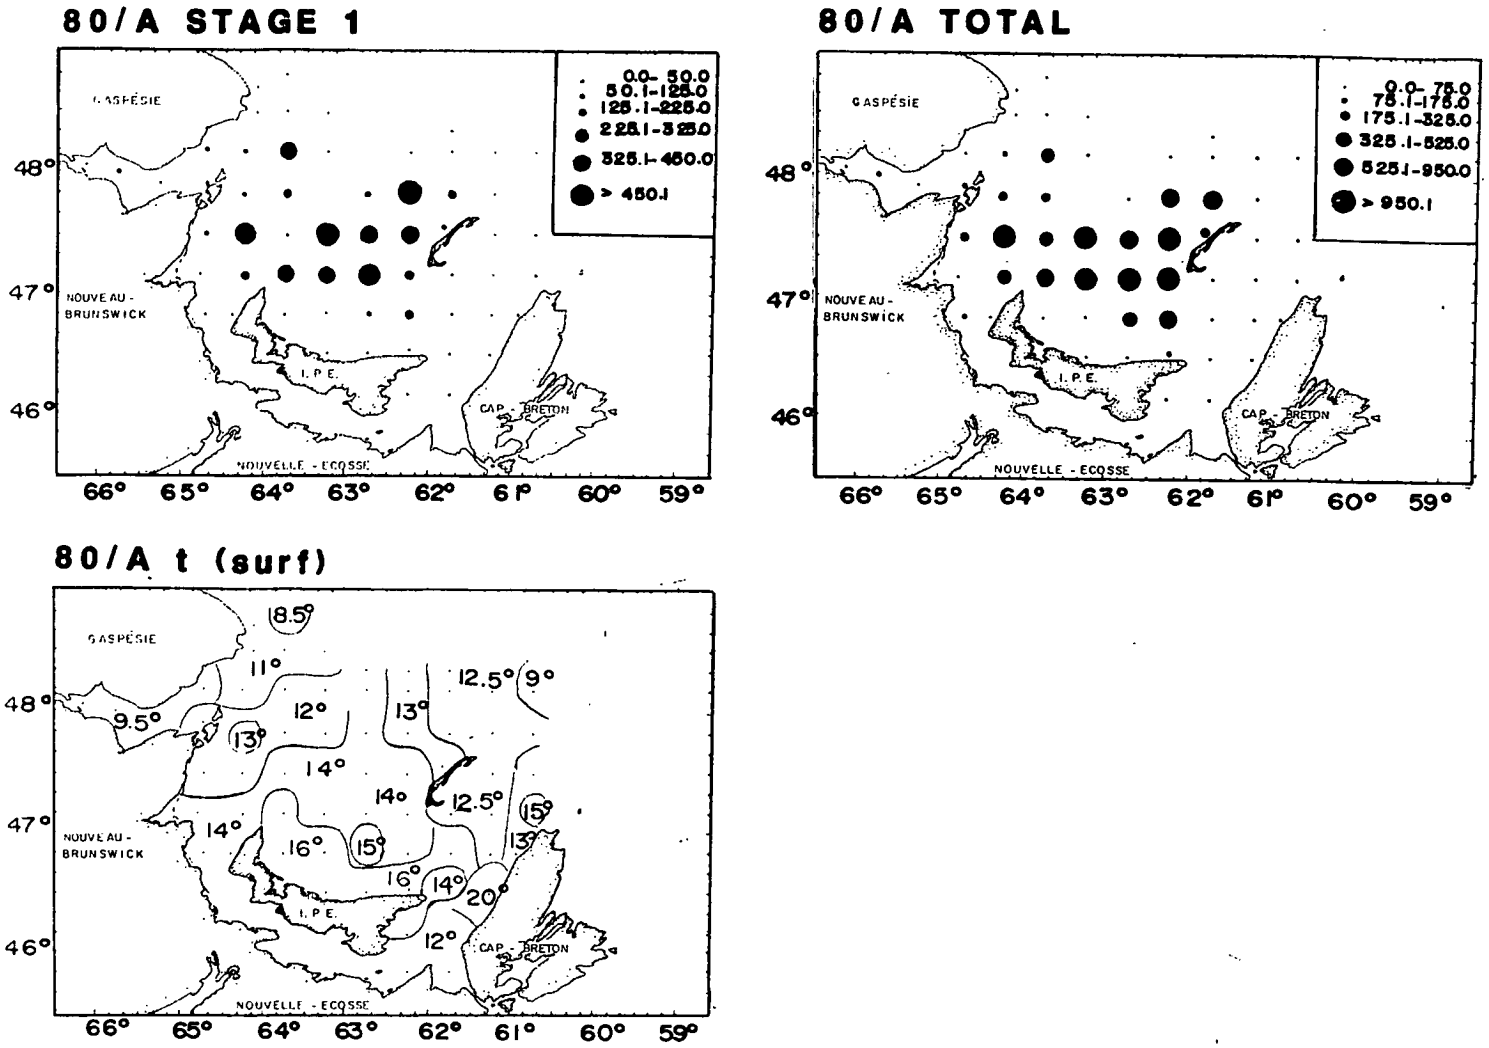 80/A STAGE 1
GASPÉSIE
0.0- 50.0
50.1-125.0
125.1-225.0
225.1-325.0
325.1-450.0
> 450.1
48°
47°
46°
NOUVEAU-
BRUNSWICK
I.P.E.
CAP-BRETON
NOUVELLE-ECOSSE
66° 65° 64° 63° 62° 61° 60° 59°
80/A TOTAL
GASPÉSIE
0.0- 75.0
75.1-175.0
175.1-325.0
325.1-525.0
525.1-950.0
> 950.1
48°
47°
46°
NOUVEAU-
BRUNSWICK
I.P.E.
CAP-BRETON
NOUVELLE-ECOSSE
66° 65° 64° 63° 62° 61° 60° 59°
80/A t (surf)
GASPÉSIE
18.5°
11°
12.5° 9°
48°
9.5°
12°
13°
13°
14°
14°
12.5°
15°
47°
14°
NOUVEAU-
BRUNSWICK
16°
15°
13°
16°
14°
20°
I.P.E.
46°
12°
CAP-BRETON
NOUVELLE-ECOSSE
66° 65° 64° 63° 62° 61° 60° 59°